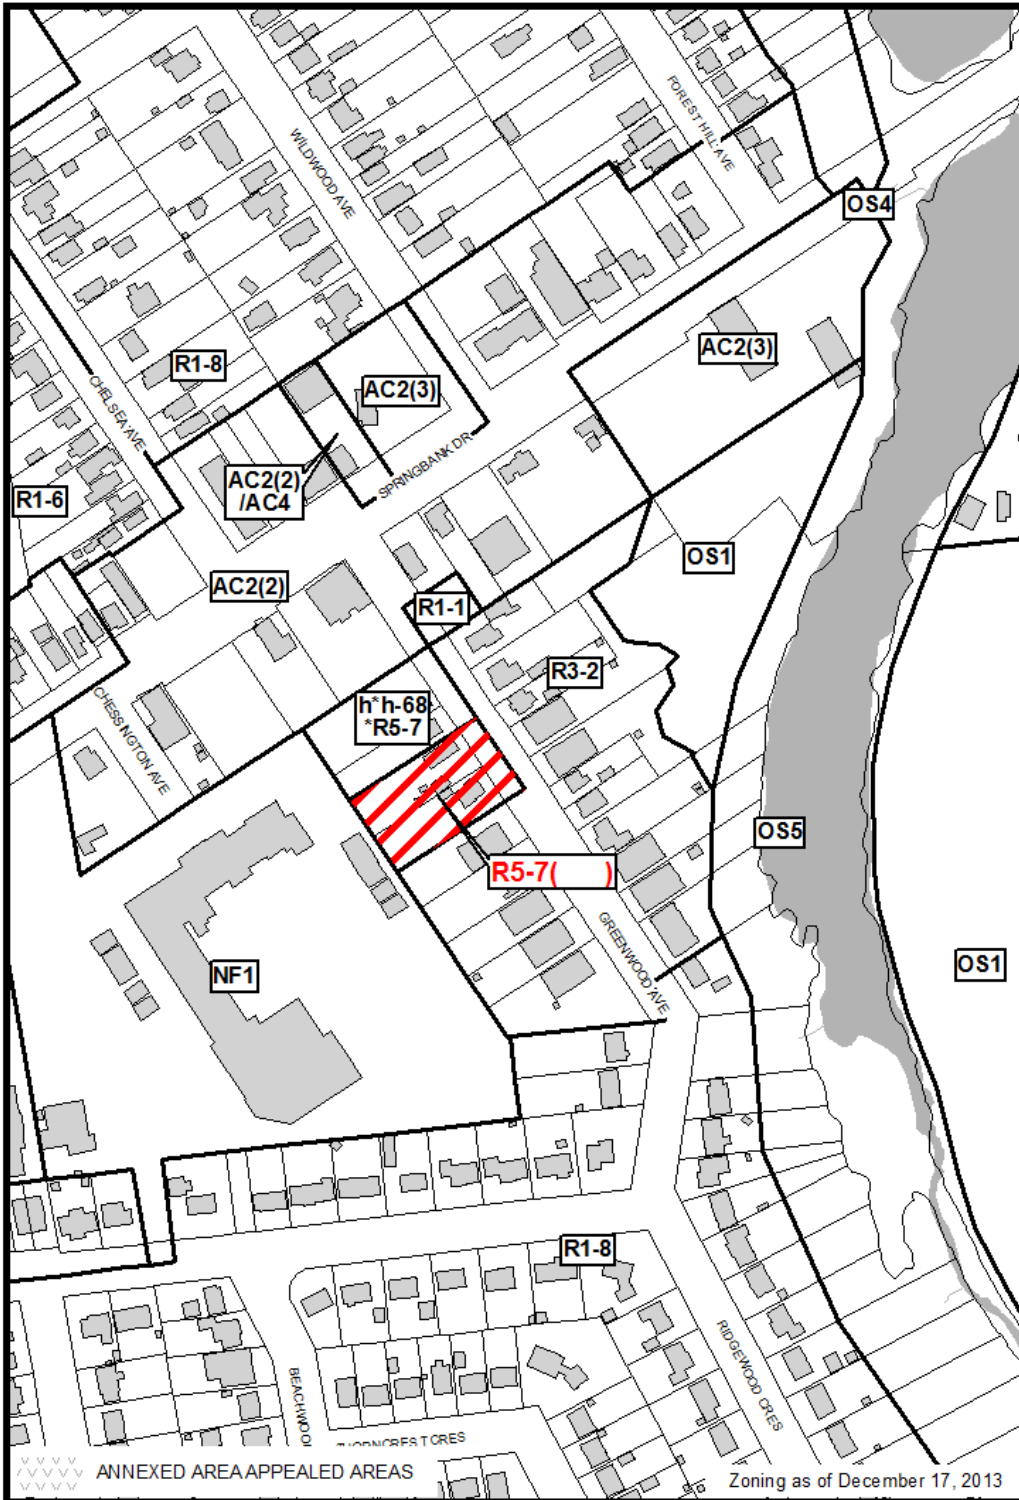 FOREST HILL AVE
WILDWOOD AVE
OS4
AC2(3)
R1-8
CHELSEA AVE
AC2(3)
SPRINGBANK DR
AC2(2)
/AC4
R1-6
OS1
AC2(2)
R1-1
R3-2
h*h-68
*R5-7
CHESSINGTON AVE
OS5
R5-7( )
GREENWOOD AVE
NF1
OS1
R1-8
RIDGEWOOD CRES
THORNCREST CRES
ANNEXED AREA APPEALED AREAS
Zoning as of December 17, 2013